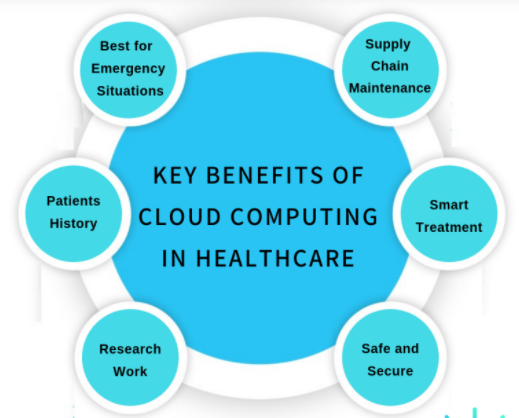 Best for
Emergency
Situations
Supply
Chain
Maintenance
KEY BENEFITS OF
CLOUD COMPUTING
IN HEALTHCARE
Patients
History
Smart
Treatment
Research
Work
Safe and
Secure